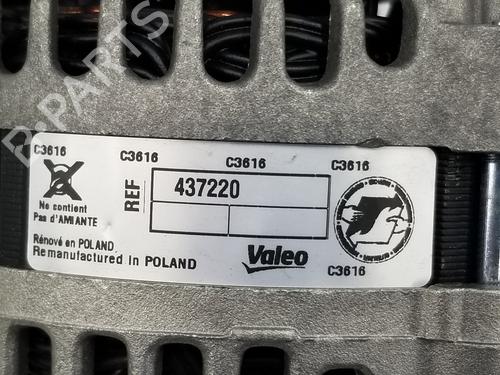 B-PARTS
C3616
C3616
C3616
C3616
REF
437220
Ne contient
Pas d'AMIANTE
Rénové en POLAND
Remanufactured in POLAND
Valeo
C3616